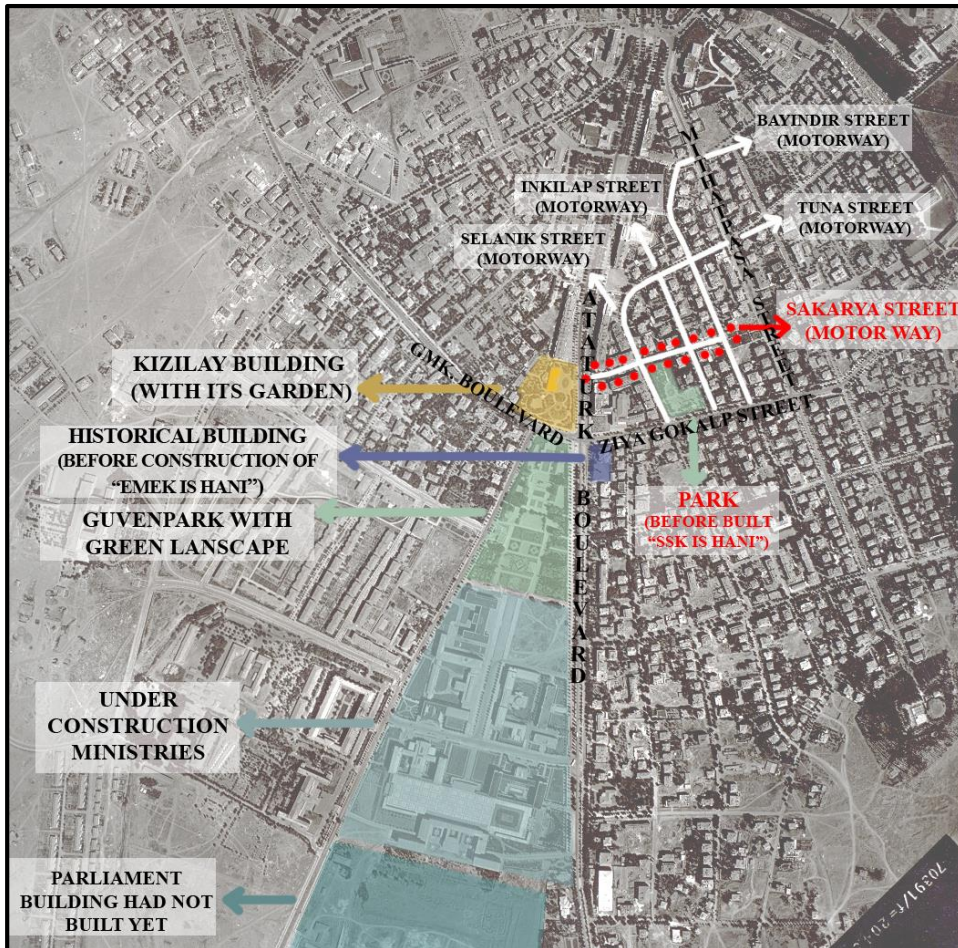 BAYINDIR STREET
(MOTORWAY)
MITHATPASA STREET
INKILAP STREET
(MOTORWAY)
TUNA STREET
(MOTORWAY)
SELANIK STREET
(MOTORWAY)
SAKARYA STREET
(MOTOR WAY)
ATATURK BOULEVARD
GMK. BOULEVARD
KIZILAY BUILDING
(WITH ITS GARDEN)
ZIYA GOKALP STREET
HISTORICAL BUILDING
(BEFORE CONSTRUCTION OF
“EMEK IS HANI”)
PARK
(BEFORE BUILT
“SSK IS HANI”)
GUVENPARK WITH
GREEN LANSCAPE
UNDER
CONSTRUCTION
MINISTRIES
PARLIAMENT
BUILDING HAD NOT
BUILT YET